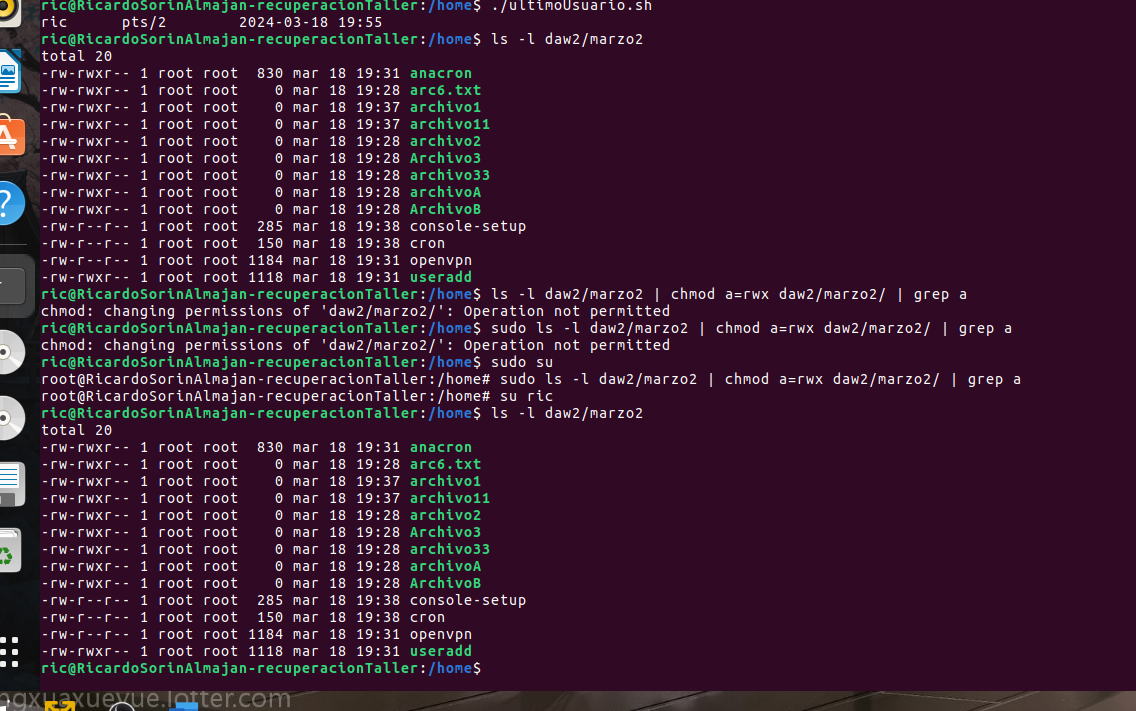 ric@RicardoSorinAlmajan-recuperacionTaller:/home$ ./ultimoUsuario.sh
ric      pts/2        2024-03-18 19:55
ric@RicardoSorinAlmajan-recuperacionTaller:/home$ ls -l daw2/marzo2
total 20
-rw-rwxr-- 1 root root  830 mar 18 19:31 anacron
-rw-rwxr-- 1 root root    0 mar 18 19:28 arc6.txt
-rw-rwxr-- 1 root root    0 mar 18 19:37 archivo1
-rw-rwxr-- 1 root root    0 mar 18 19:37 archivo11
-rw-rwxr-- 1 root root    0 mar 18 19:28 archivo2
-rw-rwxr-- 1 root root    0 mar 18 19:28 Archivo3
-rw-rwxr-- 1 root root    0 mar 18 19:28 archivo33
-rw-rwxr-- 1 root root    0 mar 18 19:28 archivoA
-rw-rwxr-- 1 root root    0 mar 18 19:28 ArchivoB
-rw-r--r-- 1 root root  285 mar 18 19:38 console-setup
-rw-r--r-- 1 root root  150 mar 18 19:38 cron
-rw-r--r-- 1 root root 1184 mar 18 19:31 openvpn
-rw-rwxr-- 1 root root 1118 mar 18 19:31 useradd
ric@RicardoSorinAlmajan-recuperacionTaller:/home$ ls -l daw2/marzo2 | chmod a=rwx daw2/marzo2/ | grep a
chmod: changing permissions of 'daw2/marzo2/': Operation not permitted
ric@RicardoSorinAlmajan-recuperacionTaller:/home$ sudo ls -l daw2/marzo2 | chmod a=rwx daw2/marzo2/ | grep a
chmod: changing permissions of 'daw2/marzo2/': Operation not permitted
ric@RicardoSorinAlmajan-recuperacionTaller:/home$ sudo su
root@RicardoSorinAlmajan-recuperacionTaller:/home# sudo ls -l daw2/marzo2 | chmod a=rwx daw2/marzo2/ | grep a
root@RicardoSorinAlmajan-recuperacionTaller:/home# su ric
ric@RicardoSorinAlmajan-recuperacionTaller:/home$ ls -l daw2/marzo2
total 20
-rw-rwxr-- 1 root root  830 mar 18 19:31 anacron
-rw-rwxr-- 1 root root    0 mar 18 19:28 arc6.txt
-rw-rwxr-- 1 root root    0 mar 18 19:37 archivo1
-rw-rwxr-- 1 root root    0 mar 18 19:37 archivo11
-rw-rwxr-- 1 root root    0 mar 18 19:28 archivo2
-rw-rwxr-- 1 root root    0 mar 18 19:28 Archivo3
-rw-rwxr-- 1 root root    0 mar 18 19:28 archivo33
-rw-rwxr-- 1 root root    0 mar 18 19:28 archivoA
-rw-rwxr-- 1 root root    0 mar 18 19:28 ArchivoB
-rw-r--r-- 1 root root  285 mar 18 19:38 console-setup
-rw-r--r-- 1 root root  150 mar 18 19:38 cron
-rw-r--r-- 1 root root 1184 mar 18 19:31 openvpn
-rw-rwxr-- 1 root root 1118 mar 18 19:31 useradd
ric@RicardoSorinAlmajan-recuperacionTaller:/home$
ngxuaxueyue.lotter.com